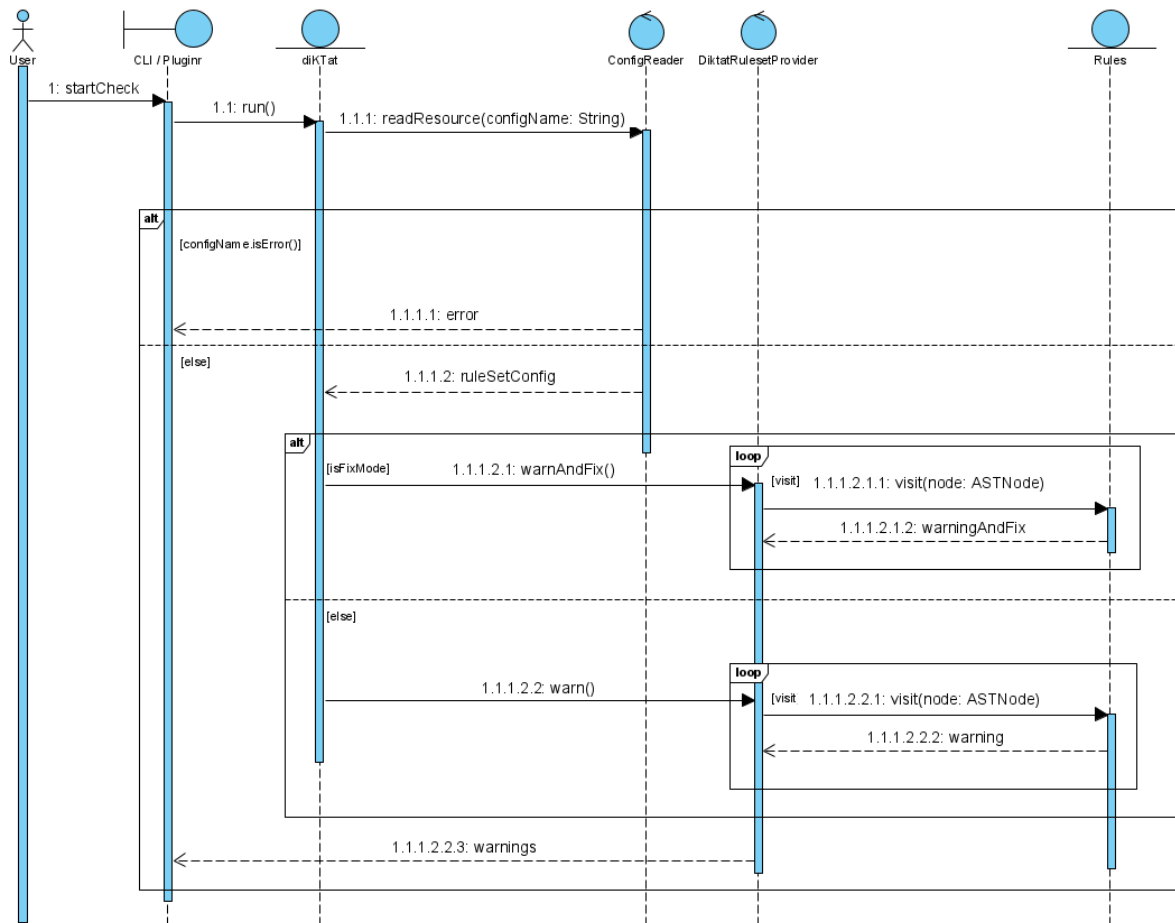 User
CLI / Pluginr
diKTat
ConfigReader
DiktatRulesetProvider
Rules
1: startCheck
1.1: run()
1.1.1: readResource(configName: String)
alt
[configName.isError()]
1.1.1.1: error
[else]
1.1.1.2: ruleSetConfig
alt
[isFixMode]
1.1.1.2.1: warnAndFix()
loop
[visit]
1.1.1.2.1.1: visit(node: ASTNode)
1.1.1.2.1.2: warningAndFix
[else]
1.1.1.2.2: warn()
loop
[visit
1.1.1.2.2.1: visit(node: ASTNode)
1.1.1.2.2.2: warning
1.1.1.2.2.3: warnings